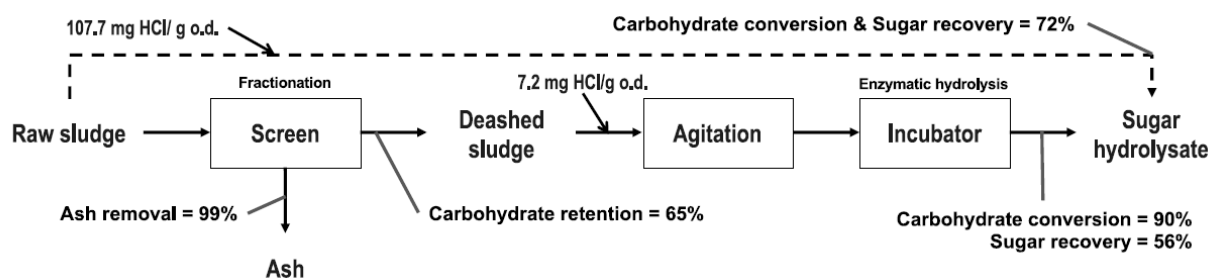 107.7 mg HCl/ g o.d.
Carbohydrate conversion & Sugar recovery = 72%
Fractionation
7.2 mg HCl/g o.d.
Enzymatic hydrolysis
Raw sludge
Screen
Deashed
sludge
Agitation
Incubator
Sugar
hydrolysate
Ash removal = 99%
Carbohydrate retention = 65%
Carbohydrate conversion = 90%
Sugar recovery = 56%
Ash